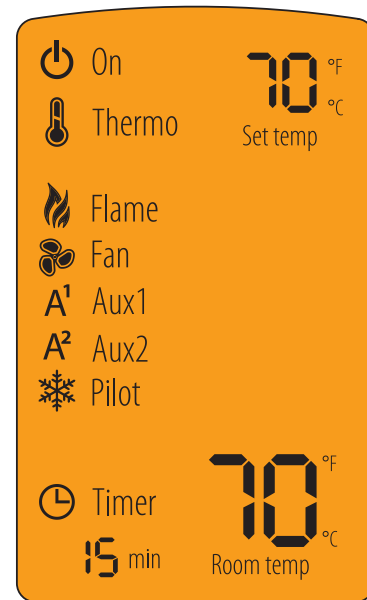 On
70 °F
°C
Thermo
Set temp
Flame
Fan
A¹ Aux1
A² Aux2
Pilot
70 °F
°C
Timer
15 min
Room temp